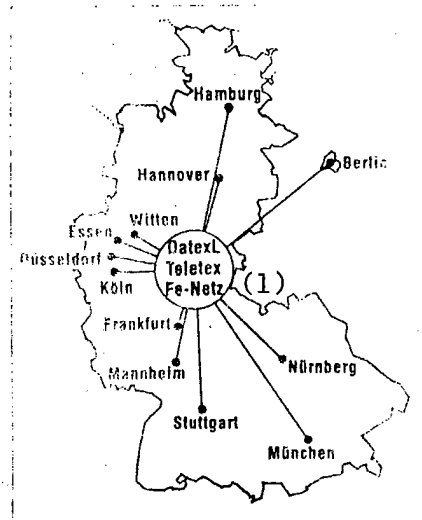 Hamburg
Berlin
Hannover
Witten
Essen
Düsseldorf
Köln
DatexL
Teletex
Fe-Netz
(1)
Frankfurt
Mannheim
Nürnberg
Stuttgart
München